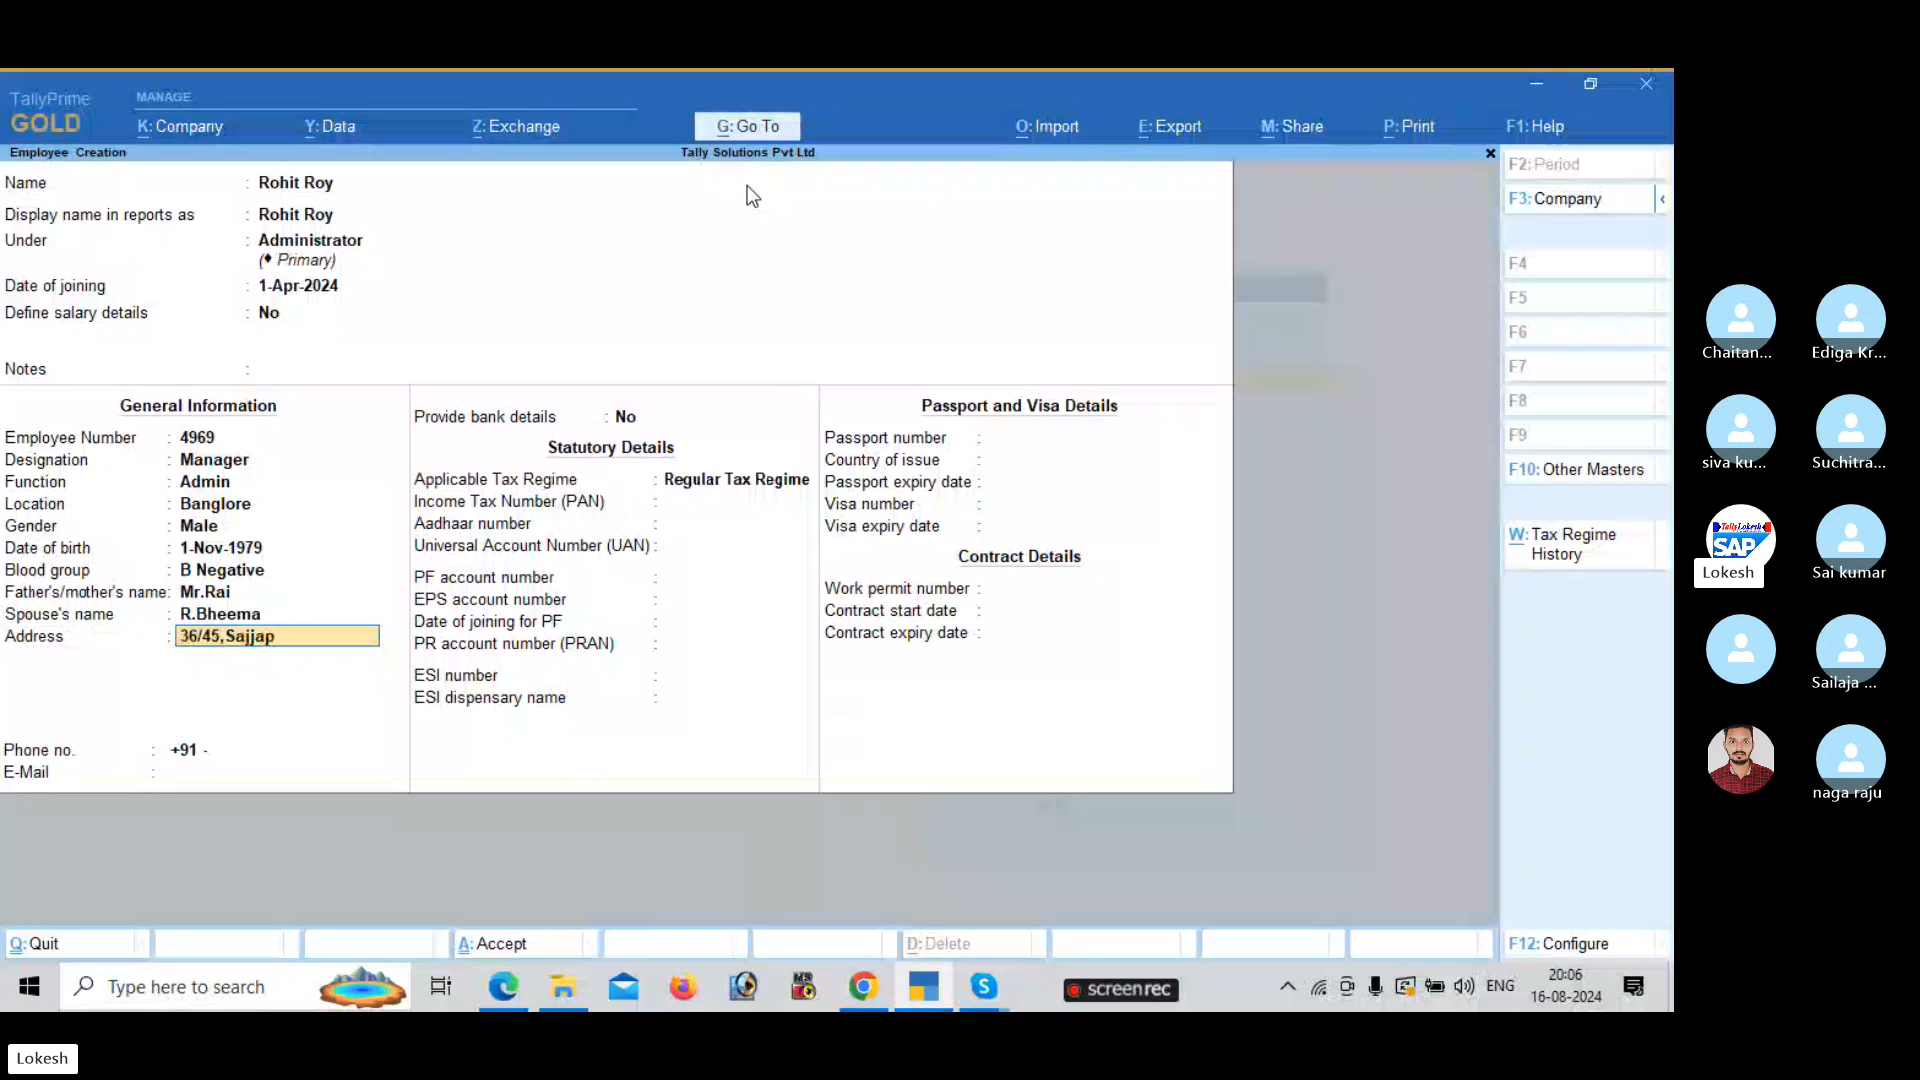 TallyPrime
GOLD
MANAGE
K: Company
Y: Data
Z: Exchange
G: Go To
O: Import
E: Export
M: Share
P: Print
F1: Help
Employee Creation
Tally Solutions Pvt Ltd
Name : Rohit Roy
Display name in reports as : Rohit Roy
Under : Administrator
(♦ Primary)
Date of joining : 1-Apr-2024
Define salary details : No
Notes :
General Information
Employee Number : 4969
Designation : Manager
Function : Admin
Location : Banglore
Gender : Male
Date of birth : 1-Nov-1979
Blood group : B Negative
Father's/mother's name: Mr.Rai
Spouse's name : R.Bheema
Address : 36/45,Sajjap
Phone no. : +91 -
E-Mail :
Provide bank details : No
Statutory Details
Applicable Tax Regime : Regular Tax Regime
Income Tax Number (PAN) :
Aadhaar number :
Universal Account Number (UAN) :
PF account number :
EPS account number :
Date of joining for PF :
PR account number (PRAN) :
ESI number :
ESI dispensary name :
Passport and Visa Details
Passport number :
Country of issue :
Passport expiry date :
Visa number :
Visa expiry date :
Contract Details
Work permit number :
Contract start date :
Contract expiry date :
F2: Period
F3: Company
F4
F5
F6
F7
F8
F9
F10: Other Masters
W: Tax Regime
History
F12: Configure
Q: Quit
A: Accept
D: Delete
Type here to search
screenrec
ENG
20:06
16-08-2024
Chaitan...
Ediga Kr...
siva ku...
Suchitra...
TallyLokesh
SAP
Lokesh
Sai kumar
Sailaja ...
naga raju
Lokesh